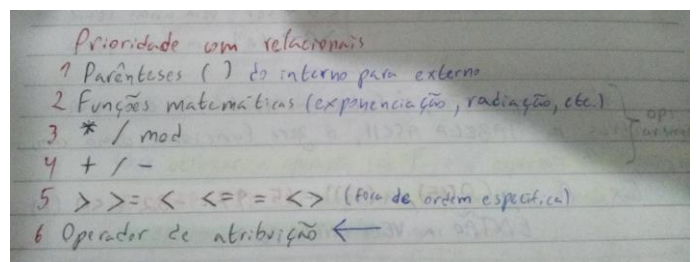 Prioridade com relacionais
1 Parênteses ( ) do interno para externo
2 Funções matemáticas (exponenciação, radiação, etc.)
3 * / mod
4 + / -
5 > >= < <= = <> (fora de ordem específica)
6 Operador de atribuição ←